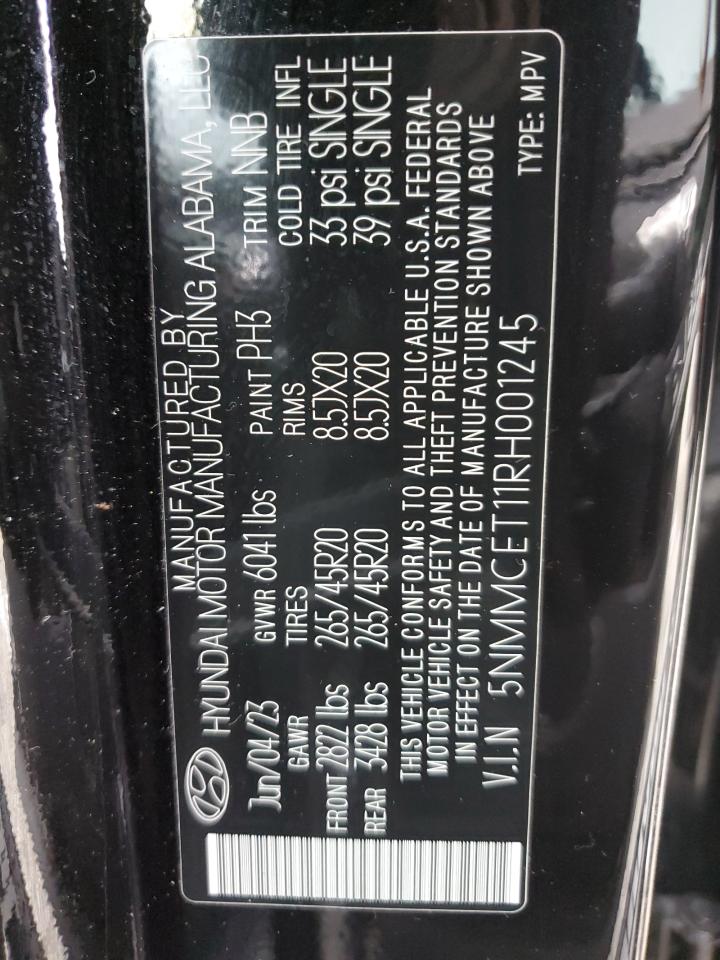 MANUFACTURED BY
HYUNDAI MOTOR MANUFACTURING ALABAMA, LLC
Jun/04/23 GVWR 6041 lbs PAINT PH3 TRIM NNB
GAWR TIRES RIMS COLD TIRE INFL
FRONT 2822 lbs 265/45R20 8.5JX20 33 psi SINGLE
REAR 3428 lbs 265/45R20 8.5JX20 39 psi SINGLE
THIS VEHICLE CONFORMS TO ALL APPLICABLE U.S.A. FEDERAL
MOTOR VEHICLE SAFETY AND THEFT PREVENTION STANDARDS
IN EFFECT ON THE DATE OF MANUFACTURE SHOWN ABOVE
V.I.N 5NMMCET11RH001245 TYPE: MPV